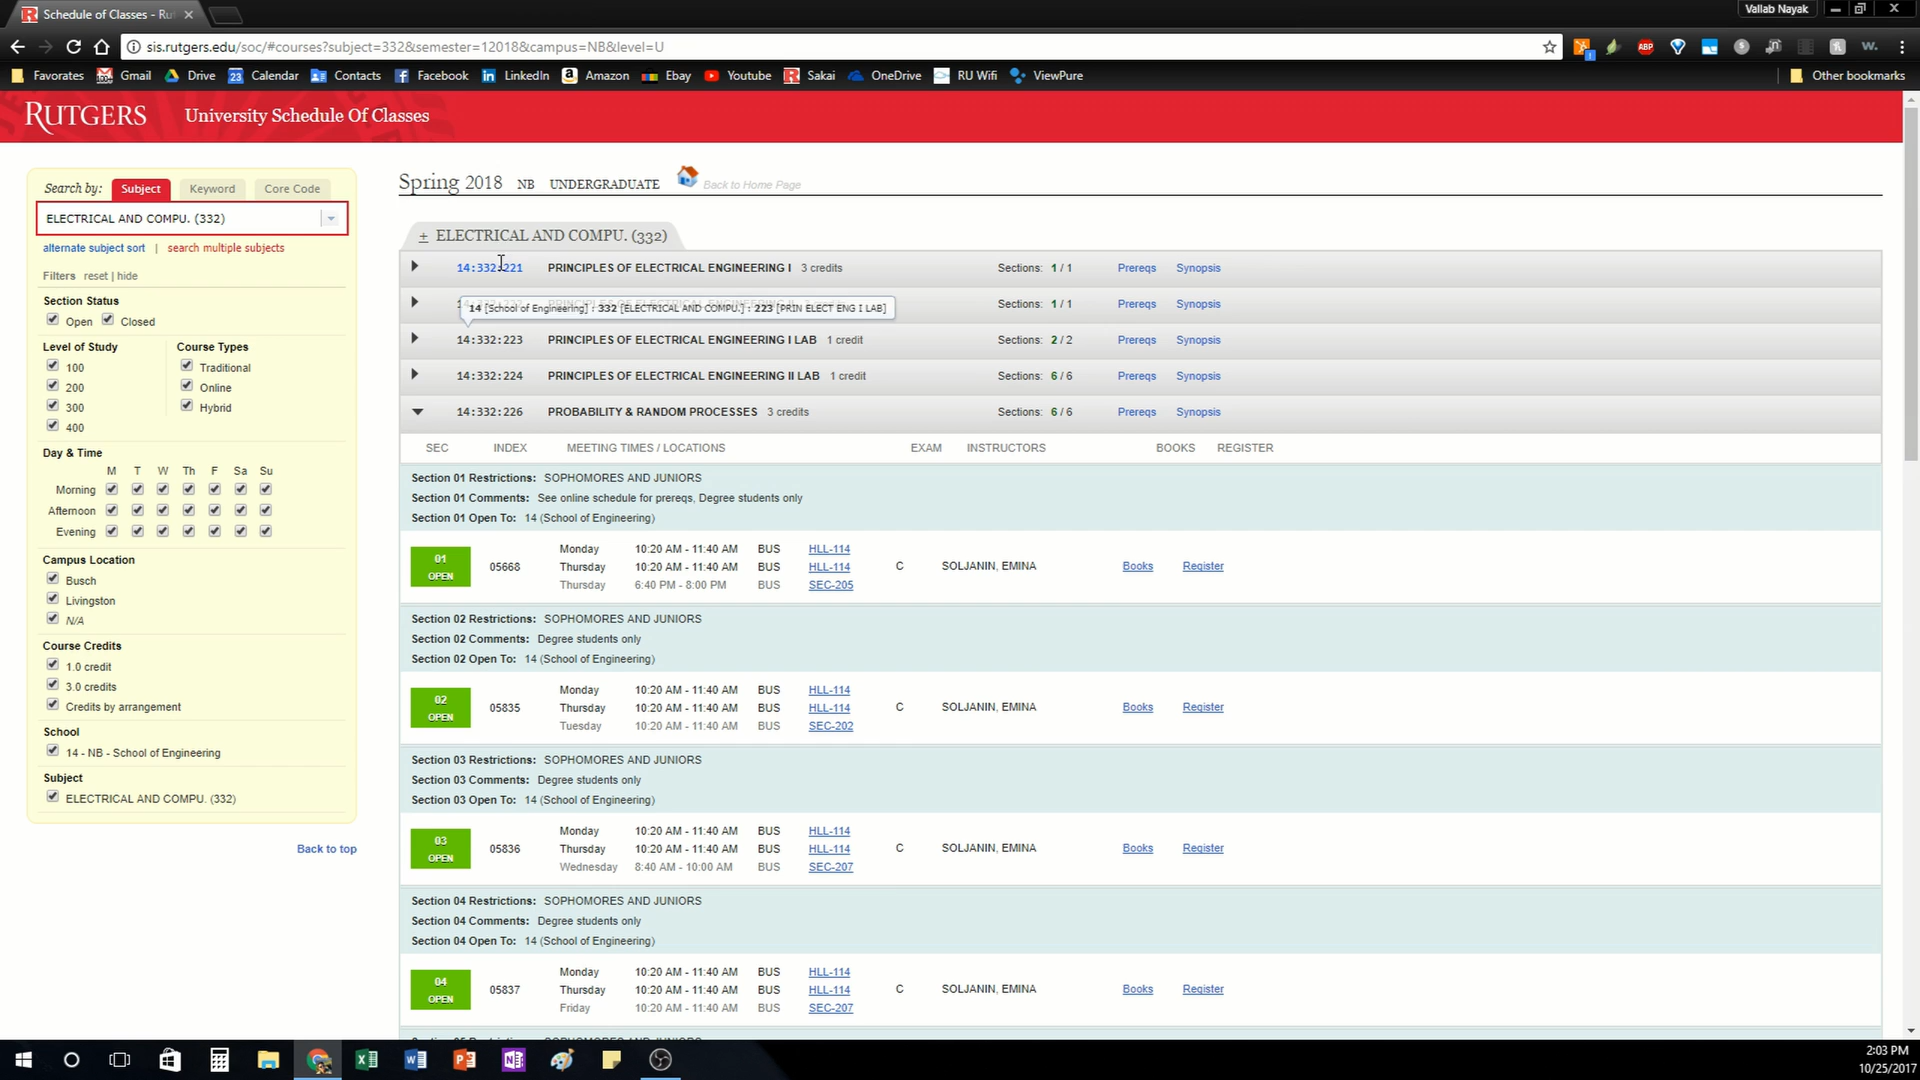 Schedule of Classes - Ru
Vallab Nayak
sis.rutgers.edu/soc/#courses?subject=332&semester=12018&campus=NB&level=U
Favorates Gmail Drive 23 Calendar Contacts Facebook LinkedIn Amazon Ebay Youtube Sakai OneDrive RU Wifi ViewPure Other bookmarks
RUTGERS University Schedule Of Classes
Search by: Subject Keyword Core Code
ELECTRICAL AND COMPU. (332)
alternate subject sort | search multiple subjects
Filters reset | hide
Section Status
Open Closed
Level of Study Course Types
100 Traditional
200 Online
300 Hybrid
400
Day & Time
M T W Th F Sa Su
Morning
Afternoon
Evening
Campus Location
Busch
Livingston
N/A
Course Credits
1.0 credit
3.0 credits
Credits by arrangement
School
14 - NB - School of Engineering
Subject
ELECTRICAL AND COMPU. (332)
Back to top
Spring 2018 NB UNDERGRADUATE Back to Home Page
+ ELECTRICAL AND COMPU. (332)
14:332:221 PRINCIPLES OF ELECTRICAL ENGINEERING I 3 credits Sections: 1 / 1 Prereqs Synopsis
Sections: 1 / 1 Prereqs Synopsis
14 [School of Engineering] : 332 [ELECTRICAL AND COMPU.] : 223 [PRIN ELECT ENG I LAB]
14:332:223 PRINCIPLES OF ELECTRICAL ENGINEERING I LAB 1 credit Sections: 2 / 2 Prereqs Synopsis
14:332:224 PRINCIPLES OF ELECTRICAL ENGINEERING II LAB 1 credit Sections: 6 / 6 Prereqs Synopsis
14:332:226 PROBABILITY & RANDOM PROCESSES 3 credits Sections: 6 / 6 Prereqs Synopsis
SEC INDEX MEETING TIMES / LOCATIONS EXAM INSTRUCTORS BOOKS REGISTER
Section 01 Restrictions: SOPHOMORES AND JUNIORS
Section 01 Comments: See online schedule for prereqs, Degree students only
Section 01 Open To: 14 (School of Engineering)
Monday 10:20 AM - 11:40 AM BUS HLL-114
01 OPEN 05668 Thursday 10:20 AM - 11:40 AM BUS HLL-114 C SOLJANIN, EMINA Books Register
Thursday 6:40 PM - 8:00 PM BUS SEC-205
Section 02 Restrictions: SOPHOMORES AND JUNIORS
Section 02 Comments: Degree students only
Section 02 Open To: 14 (School of Engineering)
Monday 10:20 AM - 11:40 AM BUS HLL-114
02 OPEN 05835 Thursday 10:20 AM - 11:40 AM BUS HLL-114 C SOLJANIN, EMINA Books Register
Tuesday 10:20 AM - 11:40 AM BUS SEC-202
Section 03 Restrictions: SOPHOMORES AND JUNIORS
Section 03 Comments: Degree students only
Section 03 Open To: 14 (School of Engineering)
Monday 10:20 AM - 11:40 AM BUS HLL-114
03 OPEN 05836 Thursday 10:20 AM - 11:40 AM BUS HLL-114 C SOLJANIN, EMINA Books Register
Wednesday 8:40 AM - 10:00 AM BUS SEC-207
Section 04 Restrictions: SOPHOMORES AND JUNIORS
Section 04 Comments: Degree students only
Section 04 Open To: 14 (School of Engineering)
Monday 10:20 AM - 11:40 AM BUS HLL-114
04 OPEN 05837 Thursday 10:20 AM - 11:40 AM BUS HLL-114 C SOLJANIN, EMINA Books Register
Friday 10:20 AM - 11:40 AM BUS SEC-207
2:03 PM
10/25/2017